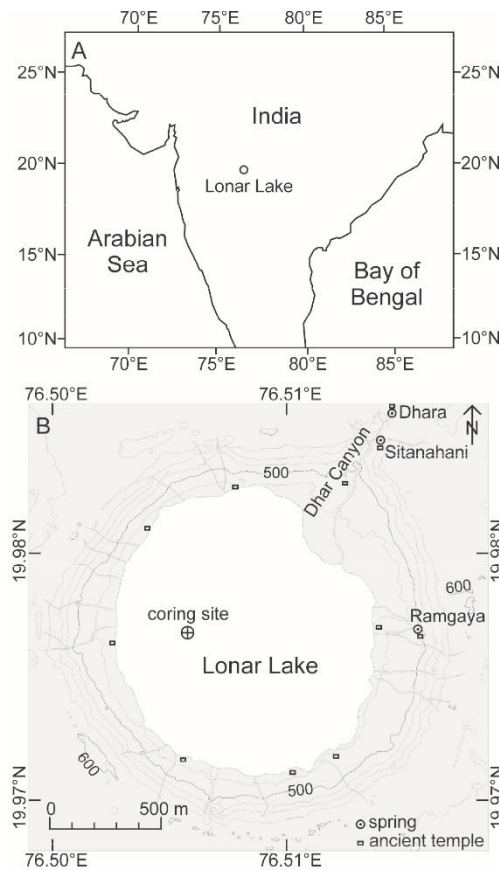 70°E 75°E 80°E 85°E
A
25°N 25°N
India
20°N 20°N
Lonar Lake
Arabian
Sea
15°N 15°N
Bay of
Bengal
10°N 10°N
70°E 75°E 80°E 85°E
76.50°E 76.51°E
B
Dhara
N
Sitanahani
500
Dhar Canyon
19.98°N 19.98°N
600
coring site
Ramgaya
Lonar Lake
600
500
19.97°N 19.97°N
0 500 m
spring
ancient temple
76.50°E 76.51°E